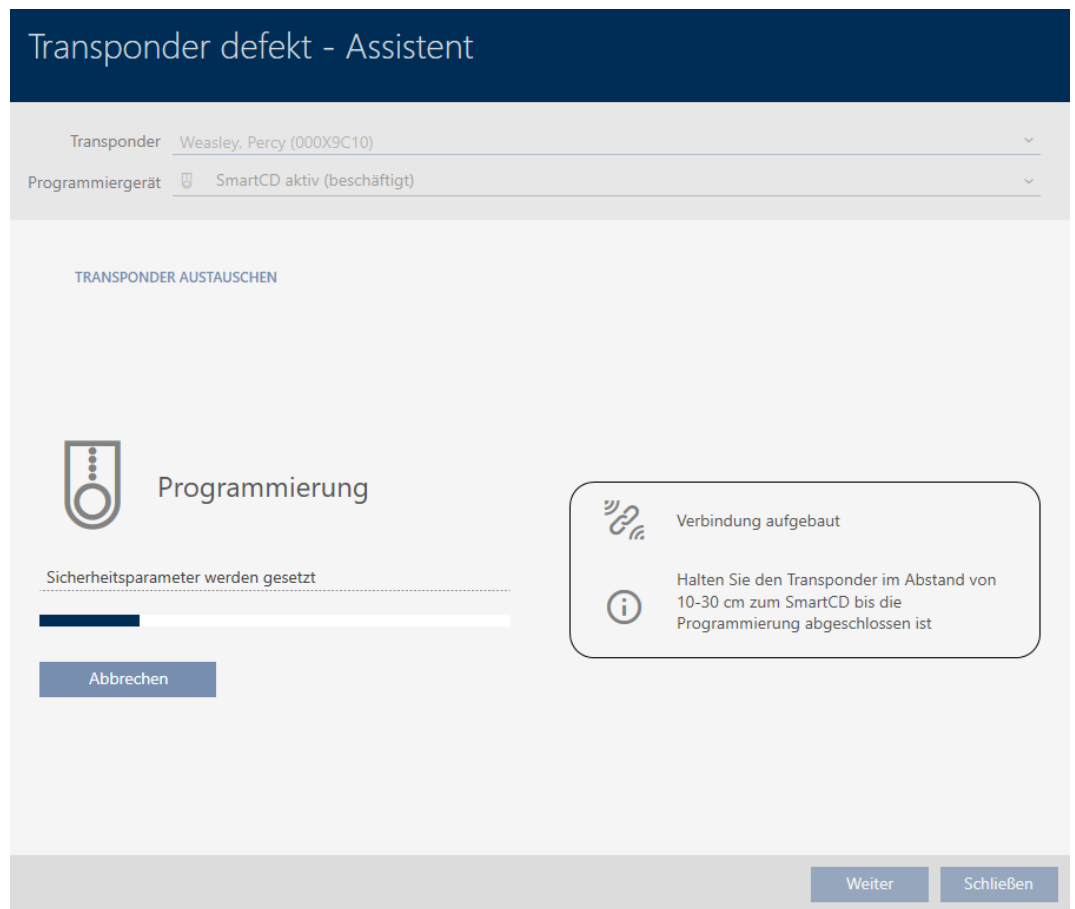 Transponder defekt - Assistent
Transponder Weasley, Percy (000X9C10)
Programmiergerät SmartCD aktiv (beschäftigt)
TRANSPONDER AUSTAUSCHEN
Programmierung
Sicherheitsparameter werden gesetzt
Abbrechen
Verbindung aufgebaut
Halten Sie den Transponder im Abstand von
10-30 cm zum SmartCD bis die
Programmierung abgeschlossen ist
Weiter Schließen